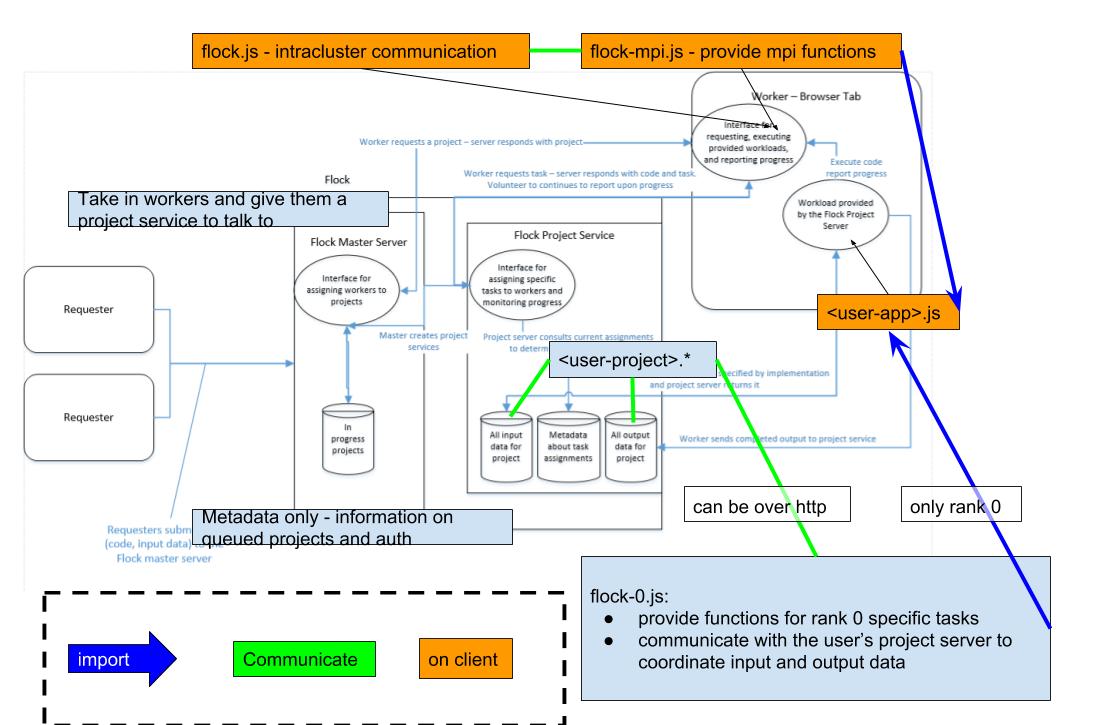 flock.js - intracluster communication
flock-mpi.js - provide mpi functions
Worker – Browser Tab
Interface for
requesting, executing
provided workloads,
and reporting progress
Worker requests a project – server responds with project
Execute code
report progress
Worker requests task – server responds with code and task.
Volunteer to continues to report upon progress
Flock
Take in workers and give them a
project service to talk to
Workload provided
by the Flock Project
Server
Flock Master Server
Flock Project Service
Interface for
assigning workers to
projects
Interface for
assigning specific
tasks to workers and
monitoring progress
Requester
<user-app>.js
Master creates project
services
Project server consults current assignments
to determ
<user-project>.*
specified by implementation
and project server returns it
Requester
In
progress
projects
All input
data for
project
Metadata
about task
assignments
All output
data for
project
Worker sends completed output to project service
can be over http
only rank 0
Metadata only - information on
queued projects and auth
Requesters subm
(code, input data)
Flock master server
flock-0.js:
● provide functions for rank 0 specific tasks
● communicate with the user's project server to
coordinate input and output data
import
Communicate
on client